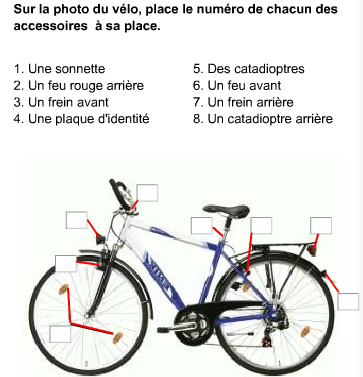 Sur la photo du vélo, place le numéro de chacun des
accessoires à sa place.
1. Une sonnette
2. Un feu rouge arrière
3. Un frein avant
4. Une plaque d'identité
5. Des catadioptres
6. Un feu avant
7. Un frein arrière
8. Un catadioptre arrière